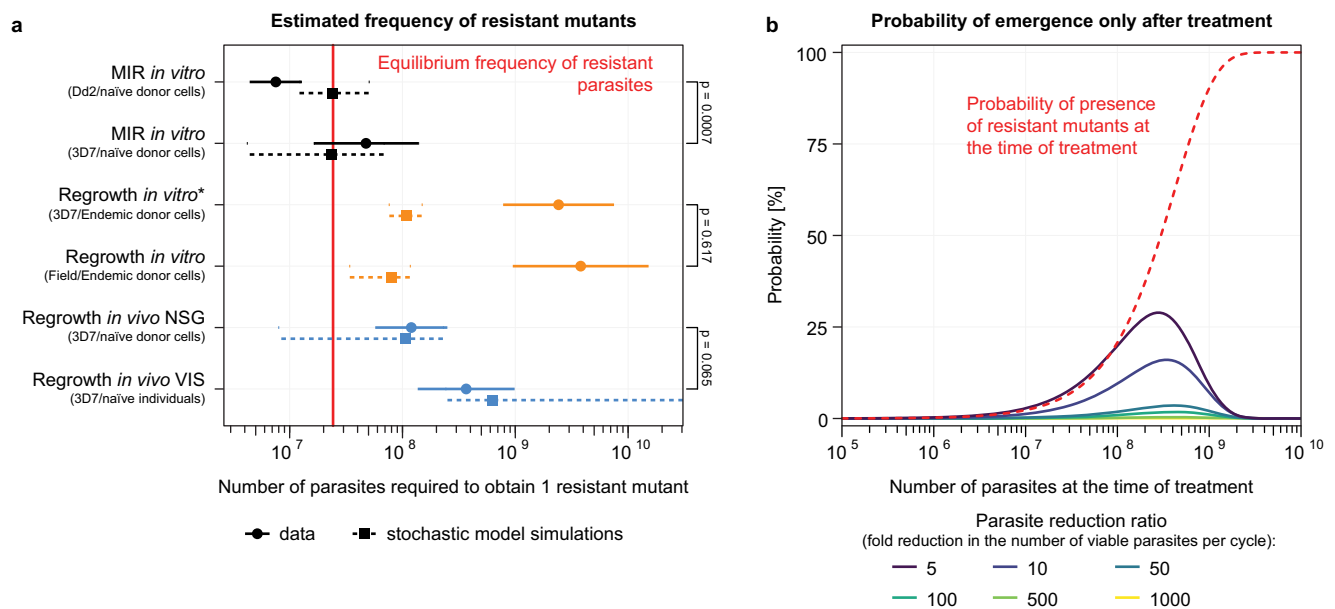 a
Estimated frequency of resistant mutants
MIR in vitro
(Dd2/naïve donor cells)
MIR in vitro
(3D7/naïve donor cells)
Regrowth in vitro*
(3D7/Endemic donor cells)
Regrowth in vitro
(Field/Endemic donor cells)
Regrowth in vivo NSG
(3D7/naïve donor cells)
Regrowth in vivo VIS
(3D7/naïve individuals)
Equilibrium frequency of resistant
parasites
p = 0.0007
p = 0.617
p = 0.065
10^7 10^8 10^9 10^10
Number of parasites required to obtain 1 resistant mutant
data stochastic model simulations
b
Probability of emergence only after treatment
Probability [%]
100
75
50
25
0
Probability of presence
of resistant mutants at
the time of treatment
10^5 10^6 10^7 10^8 10^9 10^10
Number of parasites at the time of treatment
Parasite reduction ratio
(fold reduction in the number of viable parasites per cycle):
5 10 50
100 500 1000